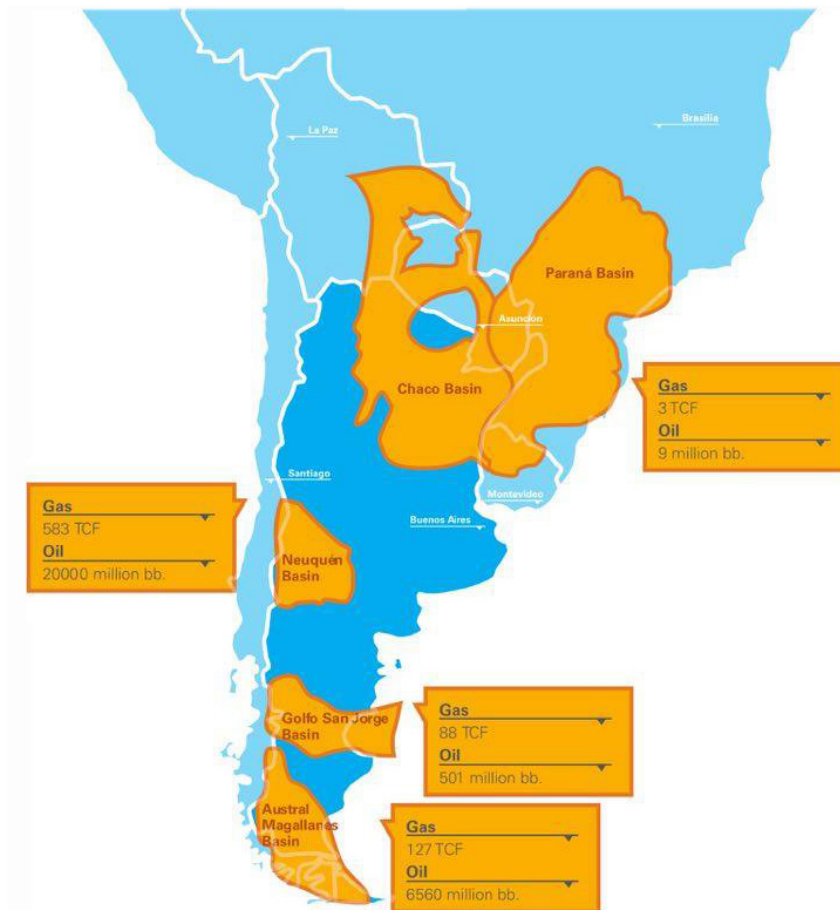 La Paz
Brasilia
Paraná Basin
Asuncion
Chaco Basin
Gas
3 TCF
Oil
9 million bb.
Santiago
Montevideo
Buenos Aires
Gas
583 TCF
Oil
20000 million bb.
Neuquén
Basin
Golfo San Jorge
Basin
Gas
88 TCF
Oil
501 million bb.
Austral
Magallanes
Basin
Gas
127 TCF
Oil
6560 million bb.